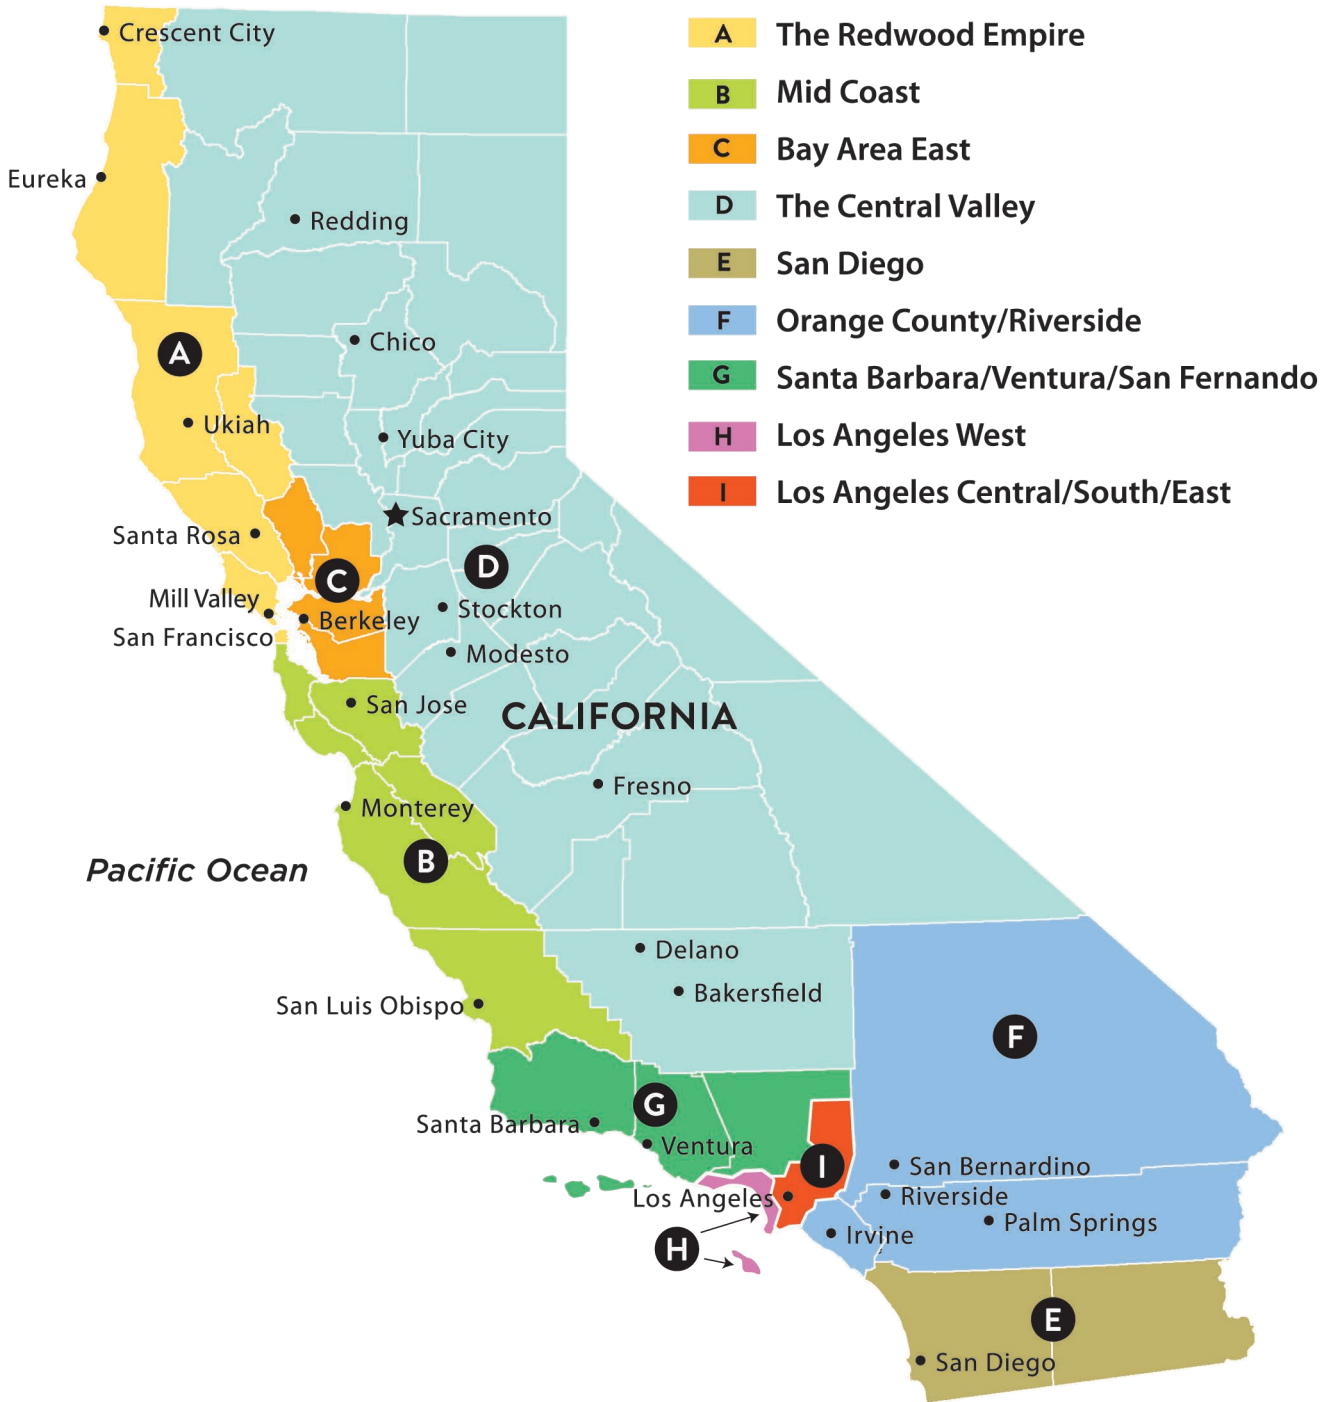 Crescent City
A The Redwood Empire
B Mid Coast
C Bay Area East
Eureka
D The Central Valley
Redding
E San Diego
F Orange County/Riverside
Chico
A
G Santa Barbara/Ventura/San Fernando
Ukiah
Yuba City
H Los Angeles West
I Los Angeles Central/South/East
Sacramento
Santa Rosa
D
C
Mill Valley
Stockton
Berkeley
San Francisco
Modesto
San Jose
CALIFORNIA
Fresno
Monterey
B
Pacific Ocean
Delano
Bakersfield
San Luis Obispo
F
G
Santa Barbara
Ventura
I
San Bernardino
Los Angeles
Riverside
Palm Springs
Irvine
H
E
San Diego